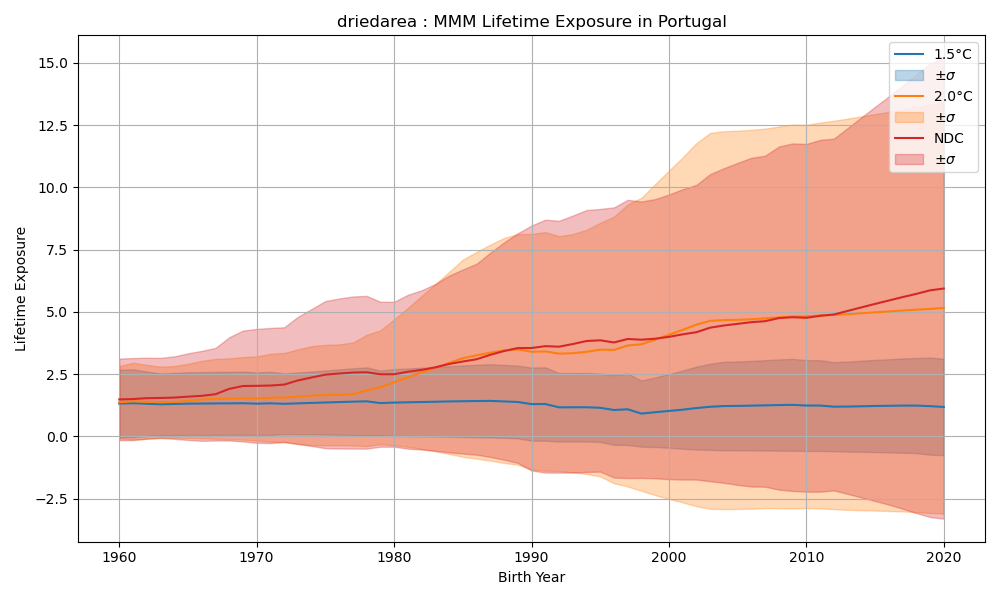 driedarea : MMM Lifetime Exposure in Portugal
15.0
12.5
10.0
7.5
5.0
2.5
0.0
−2.5
Lifetime Exposure
1960
1970
1980
1990
2000
2010
2020
Birth Year
1.5°C
±σ
2.0°C
±σ
NDC
±σ